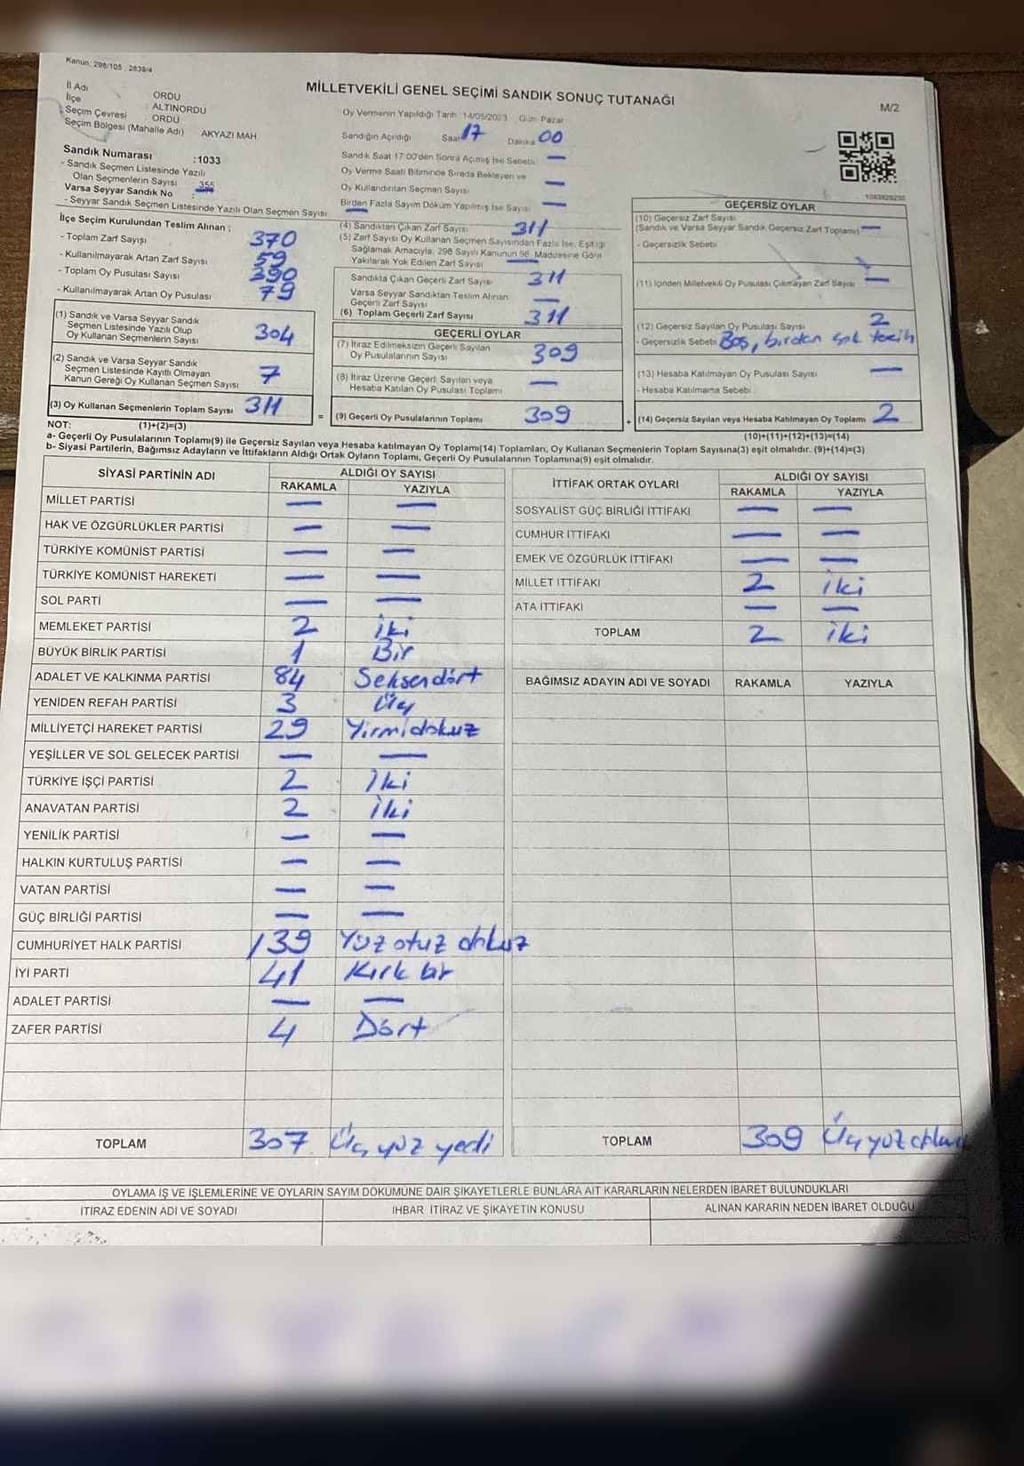 Kanun: 298/105, 2839/4
MİLLETVEKİLİ GENEL SEÇİMİ SANDIK SONUÇ TUTANAĞI
M/2
İl Adı ORDU
İlçe ALTINORDU
Seçim Çevresi ORDU
Seçim Bölgesi (Mahalle Adı) AKYAZI MAH
Sandık Numarası :1033
- Sandık Seçmen Listesinde Yazılı
Olan Seçmenlerin Sayısı : 355
Varsa Seyyar Sandık No : —
- Seyyar Sandık Seçmen Listesinde Yazılı Olan Seçmen Sayısı —
Oy Vermenin Yapıldığı Tarih 14/05/2023 Gün: Pazar
Sandığın Açıldığı Saat 17 Dakika 00
Sandık Saat 17:00'den Sonra Açılmış İse Sebebi —
Oy Verme Saati Bitiminde Sırada Bekleyen ve
Oy Kullandırılan Seçmen Sayısı —
Birden Fazla Sayım Döküm Yapılmış İse Sayısı —
İlçe Seçim Kurulundan Teslim Alınan ;
- Toplam Zarf Sayısı 370
- Kullanılmayarak Artan Zarf Sayısı 59
- Toplam Oy Pusulası Sayısı 390
- Kullanılmayarak Artan Oy Pusulası 79
(1) Sandık ve Varsa Seyyar Sandık
Seçmen Listesinde Yazılı Olup
Oy Kullanan Seçmenlerin Sayısı 304
(2) Sandık ve Varsa Seyyar Sandık
Seçmen Listesinde Kayıtlı Olmayan
Kanun Gereği Oy Kullanan Seçmen Sayısı 7
(3) Oy Kullanan Seçmenlerin Toplam Sayısı 311
(4) Sandıktan Çıkan Zarf Sayısı 311
(5) Zarf Sayısı Oy Kullanan Seçmen Sayısından Fazla İse, Eşitliği
Sağlamak Amacıyla, 298 Sayılı Kanunun 98. Maddesine Göre
Yakılarak Yok Edilen Zarf Sayısı —
Sandıkta Çıkan Geçerli Zarf Sayısı 311
Varsa Seyyar Sandıktan Teslim Alınan
Geçerli Zarf Sayısı —
(6) Toplam Geçerli Zarf Sayısı 311
GEÇERLİ OYLAR
(7) İtiraz Edilmeksizin Geçerli Sayılan
Oy Pusulalarının Sayısı 309
(8) İtiraz Üzerine Geçerli Sayılan veya
Hesaba Katılan Oy Pusulası Toplamı —
= (9) Geçerli Oy Pusulalarının Toplamı 309
GEÇERSİZ OYLAR
(10) Geçersiz Zarf Sayısı
(Sandık ve Varsa Seyyar Sandık Geçersiz Zarf Toplamı) —
- Geçersizlik Sebebi
(11) İçinden Milletvekili Oy Pusulası Çıkmayan Zarf Sayısı —
(12) Geçersiz Sayılan Oy Pusulası Sayısı 2
- Geçersizlik Sebebi Boş, birden çok tercih
(13) Hesaba Katılmayan Oy Pusulası Sayısı —
- Hesaba Katılmama Sebebi
+ (14) Geçersiz Sayılan veya Hesaba Katılmayan Oy Toplamı 2
NOT: (1)+(2)=(3)
(10)+(11)+(12)+(13)=(14)
a- Geçerli Oy Pusulalarının Toplamı(9) ile Geçersiz Sayılan veya Hesaba katılmayan Oy Toplamı(14) Toplamları, Oy Kullanan Seçmenlerin Toplam Sayısına(3) eşit olmalıdır. (9)+(14)=(3)
b- Siyasi Partilerin, Bağımsız Adayların ve İttifakların Aldığı Ortak Oyların Toplamı, Geçerli Oy Pusulalarının Toplamına(9) eşit olmalıdır.
SİYASİ PARTİNİN ADI ALDIĞI OY SAYISI
RAKAMLA YAZIYLA
MİLLET PARTİSİ — —
HAK VE ÖZGÜRLÜKLER PARTİSİ — —
TÜRKİYE KOMÜNİST PARTİSİ — —
TÜRKİYE KOMÜNİST HAREKETİ — —
SOL PARTİ — —
MEMLEKET PARTİSİ 2 iki
BÜYÜK BİRLİK PARTİSİ 1 Bir
ADALET VE KALKINMA PARTİSİ 84 Seksendört
YENİDEN REFAH PARTİSİ 3 Üç
MİLLİYETÇİ HAREKET PARTİSİ 29 Yirmidokuz
YEŞİLLER VE SOL GELECEK PARTİSİ — —
TÜRKİYE İŞÇİ PARTİSİ 2 İki
ANAVATAN PARTİSİ 2 İki
YENİLİK PARTİSİ — —
HALKIN KURTULUŞ PARTİSİ — —
VATAN PARTİSİ — —
GÜÇ BİRLİĞİ PARTİSİ — —
CUMHURİYET HALK PARTİSİ 139 Yüz otuz dokuz
İYİ PARTİ 41 Kırk bir
ADALET PARTİSİ — —
ZAFER PARTİSİ 4 Dört
TOPLAM 307 Üç yüz yedi
İTTİFAK ORTAK OYLARI ALDIĞI OY SAYISI
RAKAMLA YAZIYLA
SOSYALİST GÜÇ BİRLİĞİ İTTİFAKI — —
CUMHUR İTTİFAKI — —
EMEK VE ÖZGÜRLÜK İTTİFAKI — —
MİLLET İTTİFAKI 2 iki
ATA İTTİFAKI — —
TOPLAM 2 iki
BAĞIMSIZ ADAYIN ADI VE SOYADI RAKAMLA YAZIYLA
TOPLAM 309 Üç yüz dokuz
OYLAMA İŞ VE İŞLEMLERİNE VE OYLARIN SAYIM DÖKÜMÜNE DAİR ŞİKAYETLERLE BUNLARA AİT KARARLARIN NELERDEN İBARET BULUNDUKLARI
İTİRAZ EDENİN ADI VE SOYADI İHBAR İTİRAZ VE ŞİKAYETİN KONUSU ALINAN KARARIN NEDEN İBARET OLDUĞU